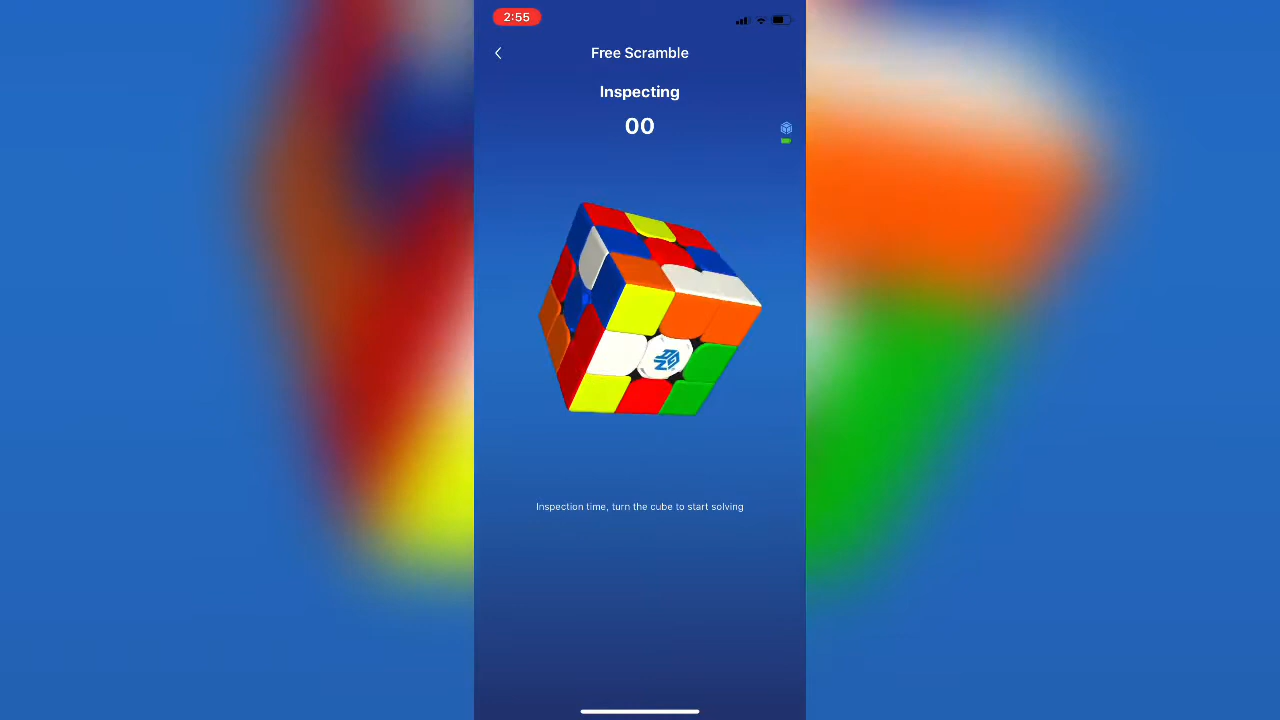 2:55
Free Scramble
Inspecting
00
Inspection time, turn the cube to start solving